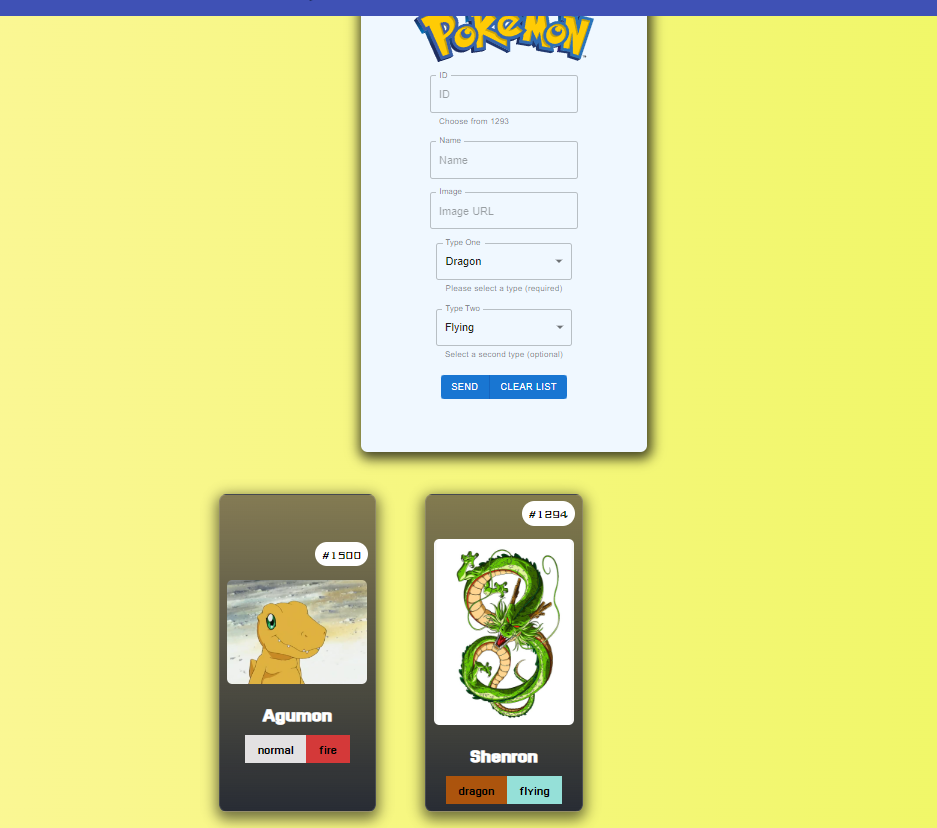 POKéMON
ID
ID
Choose from 1293
Name
Name
Image
Image URL
Type One
Dragon
Please select a type (required)
Type Two
Flying
Select a second type (optional)
SEND CLEAR LIST
#1500
Agumon
normal fire
#1294
Shenron
dragon flying